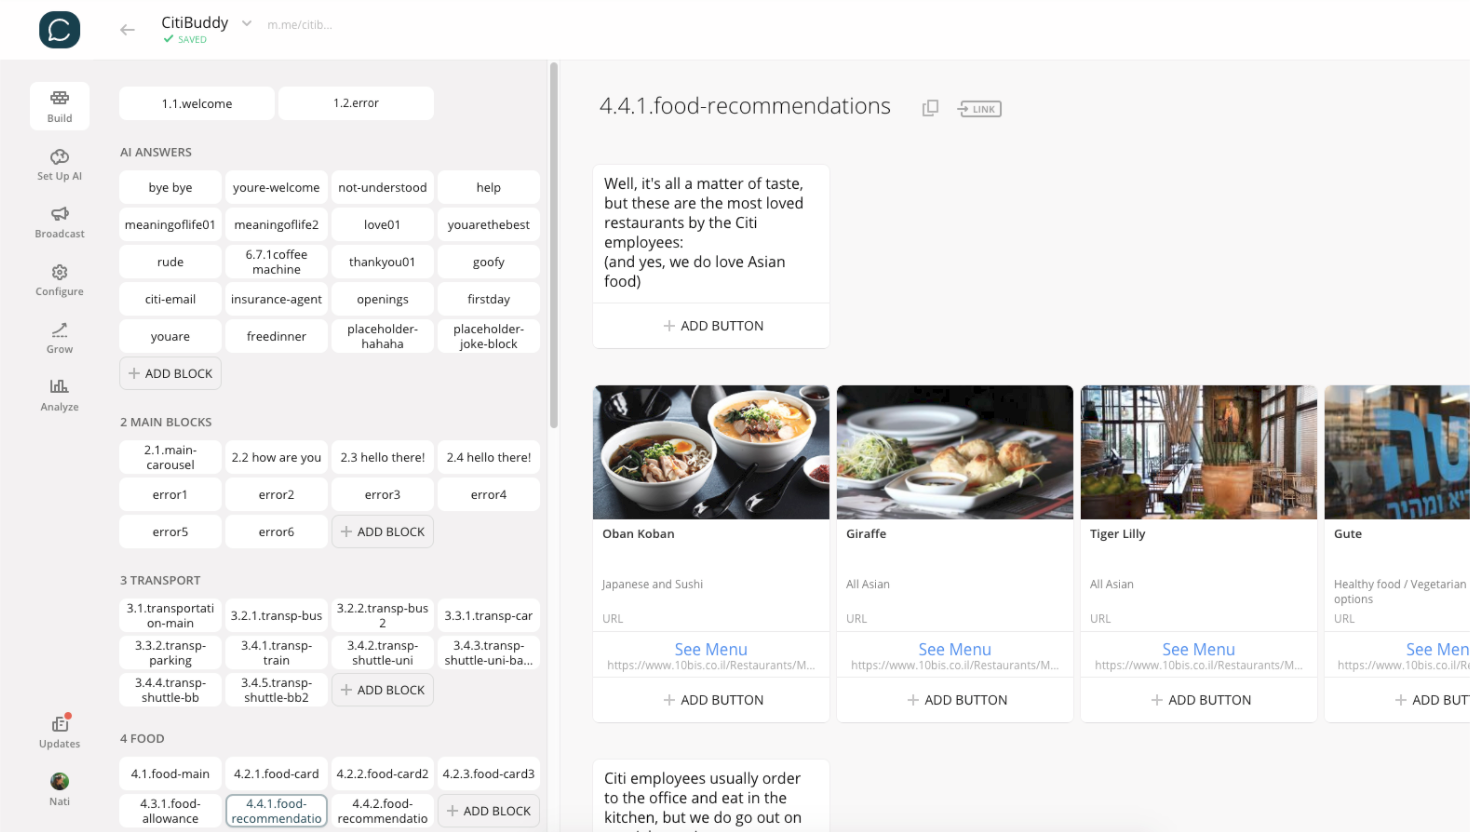 CitiBuddy
m.me/citib...
SAVED
Build
Set Up AI
Broadcast
Configure
Grow
Analyze
Updates
Nati
1.1.welcome
1.2.error
AI ANSWERS
bye bye
youre-welcome
not-understood
help
meaningoflife01
meaningoflife2
love01
youarethebest
rude
6.7.1coffee
machine
thankyou01
goofy
citi-email
insurance-agent
openings
firstday
youare
freedinner
placeholder-
hahaha
placeholder-
joke-block
+ ADD BLOCK
2 MAIN BLOCKS
2.1.main-
carousel
2.2 how are you
2.3 hello there!
2.4 hello there!
error1
error2
error3
error4
error5
error6
+ ADD BLOCK
3 TRANSPORT
3.1.transportati
on-main
3.2.1.transp-bus
3.2.2.transp-bus
2
3.3.1.transp-car
3.3.2.transp-
parking
3.4.1.transp-
train
3.4.2.transp-
shuttle-uni
3.4.3.transp-
shuttle-uni-ba...
3.4.4.transp-
shuttle-bb
3.4.5.transp-
shuttle-bb2
+ ADD BLOCK
4 FOOD
4.1.food-main
4.2.1.food-card
4.2.2.food-card2
4.2.3.food-card3
4.3.1.food-
allowance
4.4.1.food-
recommendatio
4.4.2.food-
recommendatio
+ ADD BLOCK
4.4.1.food-recommendations
LINK
Well, it's all a matter of taste,
but these are the most loved
restaurants by the Citi
employees:
(and yes, we do love Asian
food)
+ ADD BUTTON
Oban Koban
Japanese and Sushi
URL
See Menu
https://www.10bis.co.il/Restaurants/M...
+ ADD BUTTON
Giraffe
All Asian
URL
See Menu
https://www.10bis.co.il/Restaurants/M...
+ ADD BUTTON
Tiger Lilly
All Asian
URL
See Menu
https://www.10bis.co.il/Restaurants/M...
+ ADD BUTTON
יא ומהיר
Gute
Healthy food / Vegetarian
options
URL
See Men
https://www.10bis.co.il/R
+ ADD BUT
Citi employees usually order
to the office and eat in the
kitchen, but we do go out on